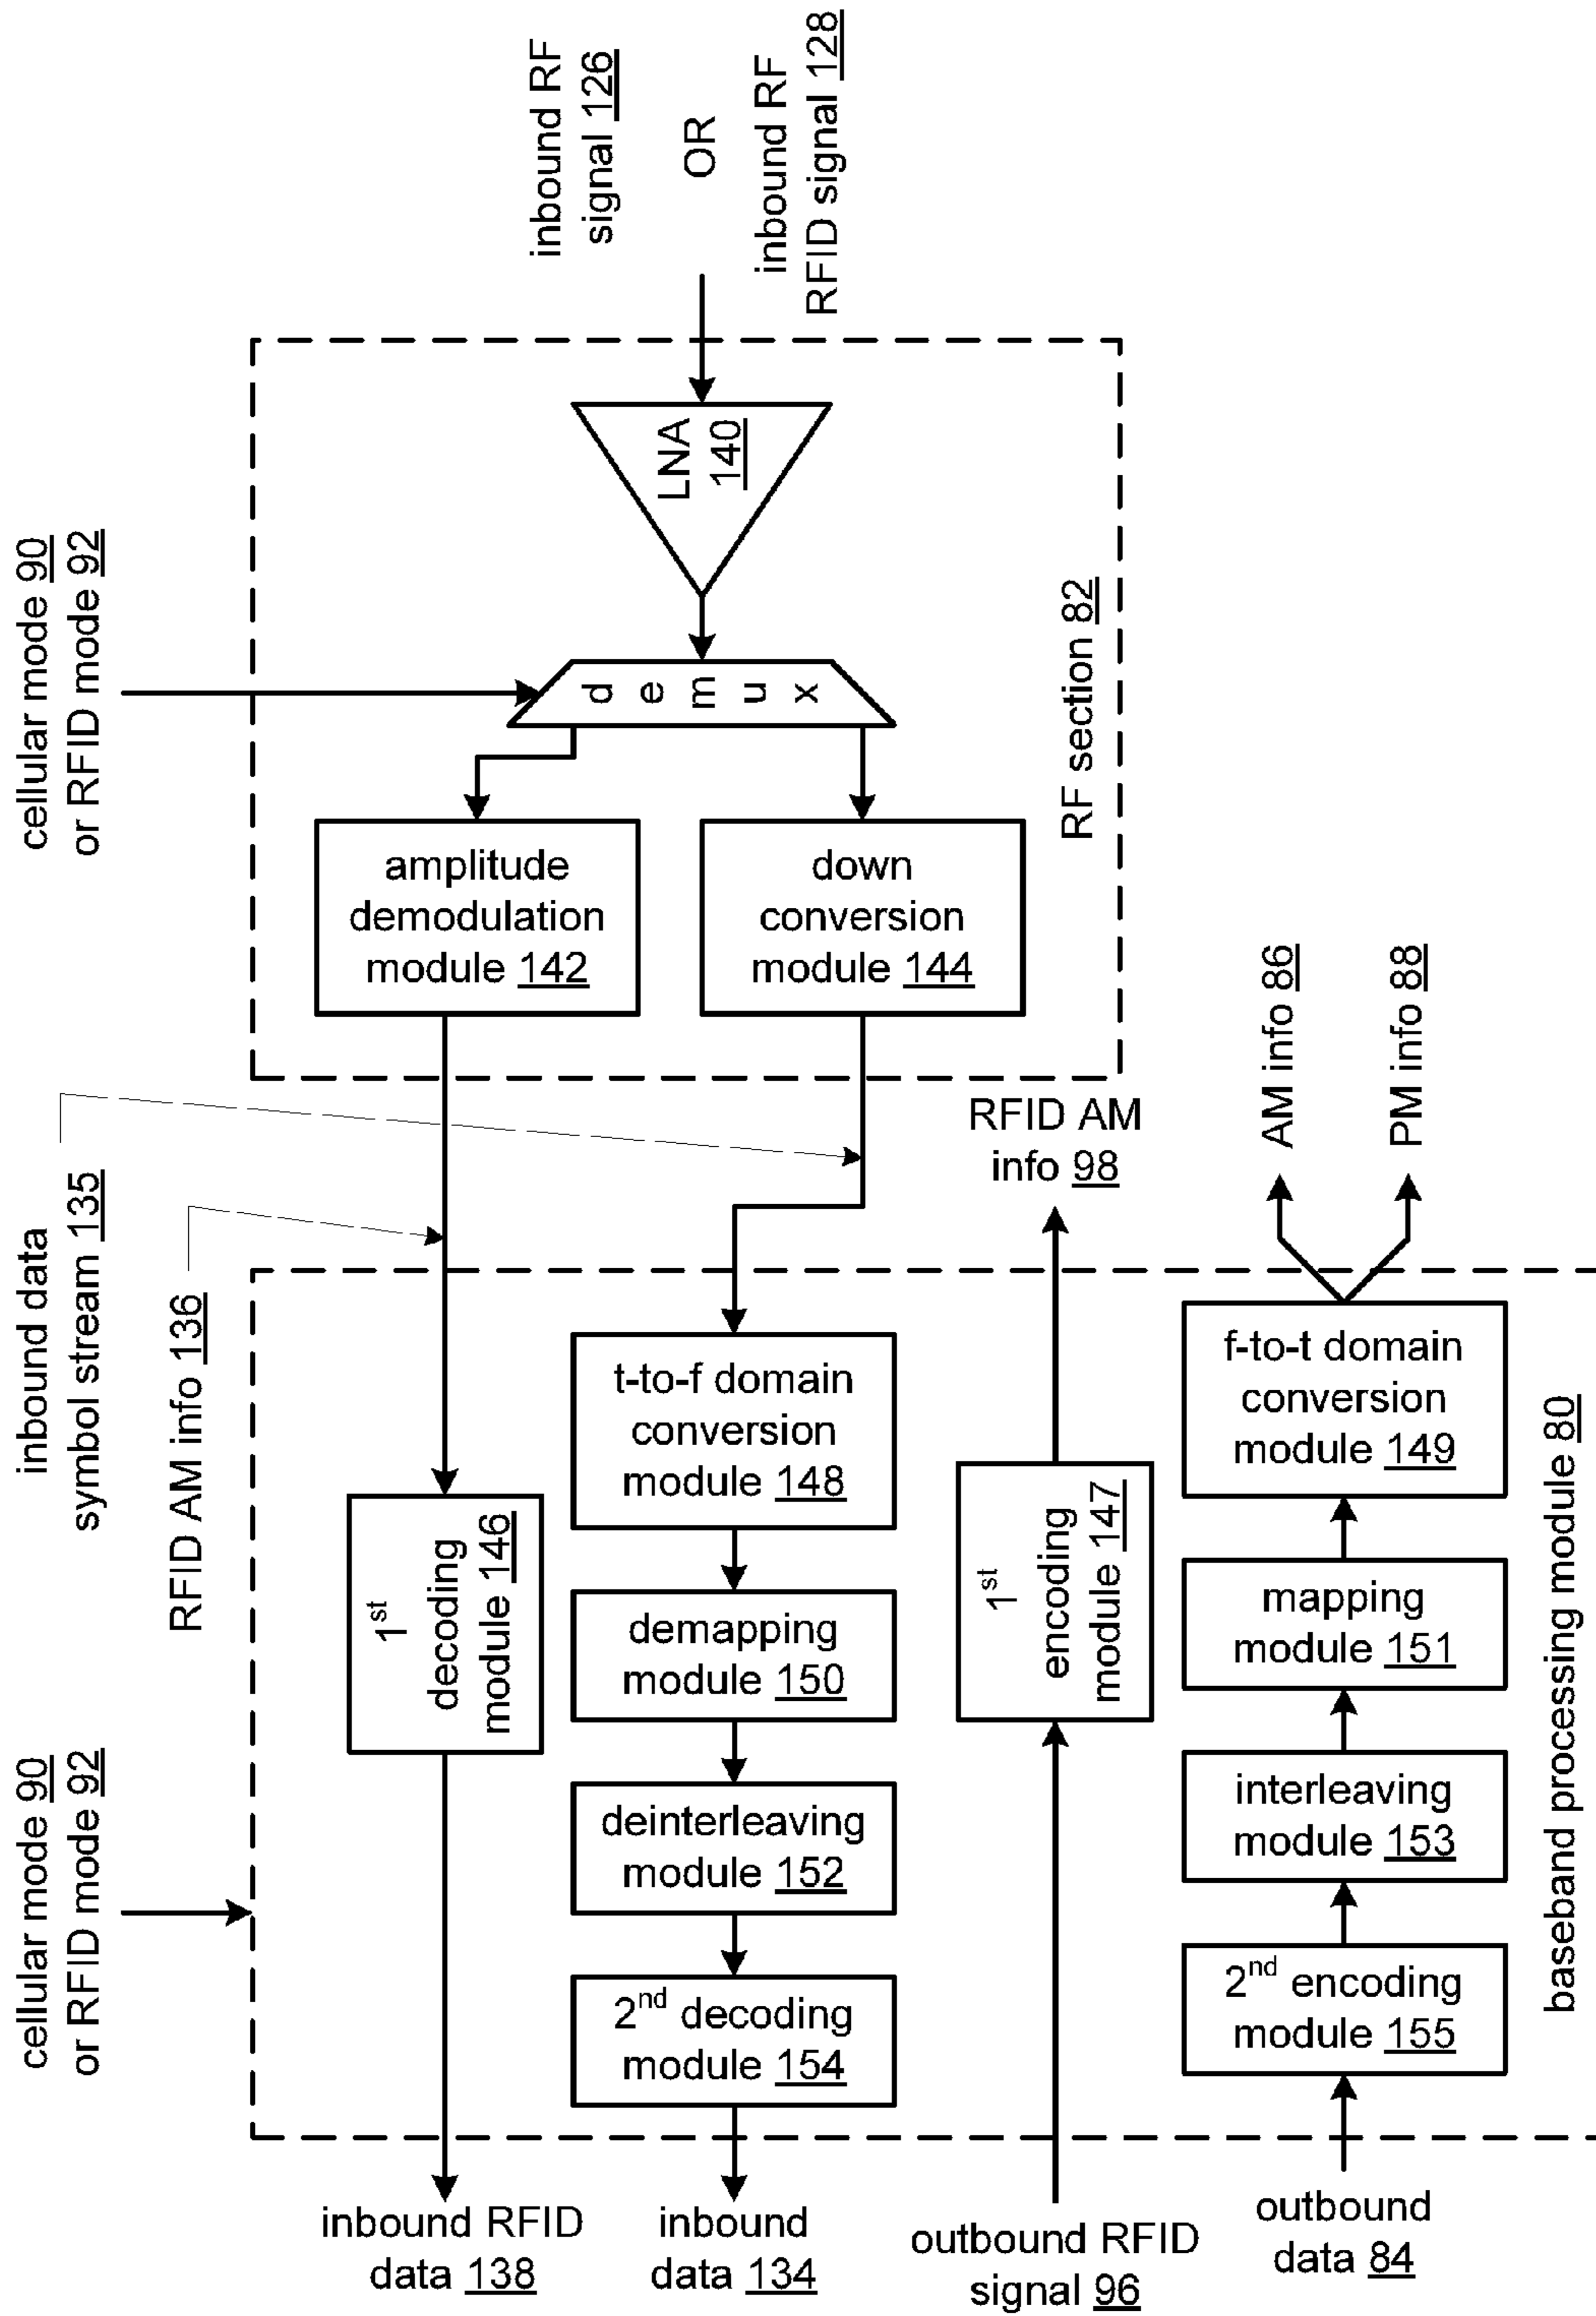 inbound RF
signal 126
OR
inbound RF
RFID signal 128
cellular mode 90
or RFID mode 92
LNA
140
d
e
m
u
x
RF section 82
amplitude
demodulation
module 142
down
conversion
module 144
inbound data
symbol stream 135
RFID AM info 136
RFID AM
info 98
AM info 86
PM info 88
cellular mode 90
or RFID mode 92
1st
decoding
module 146
t-to-f domain
conversion
module 148
demapping
module 150
deinterleaving
module 152
2nd decoding
module 154
1st
encoding
module 147
f-to-t domain
conversion
module 149
mapping
module 151
interleaving
module 153
2nd encoding
module 155
baseband processing module 80
inbound RFID
data 138
inbound
data 134
outbound RFID
signal 96
outbound
data 84